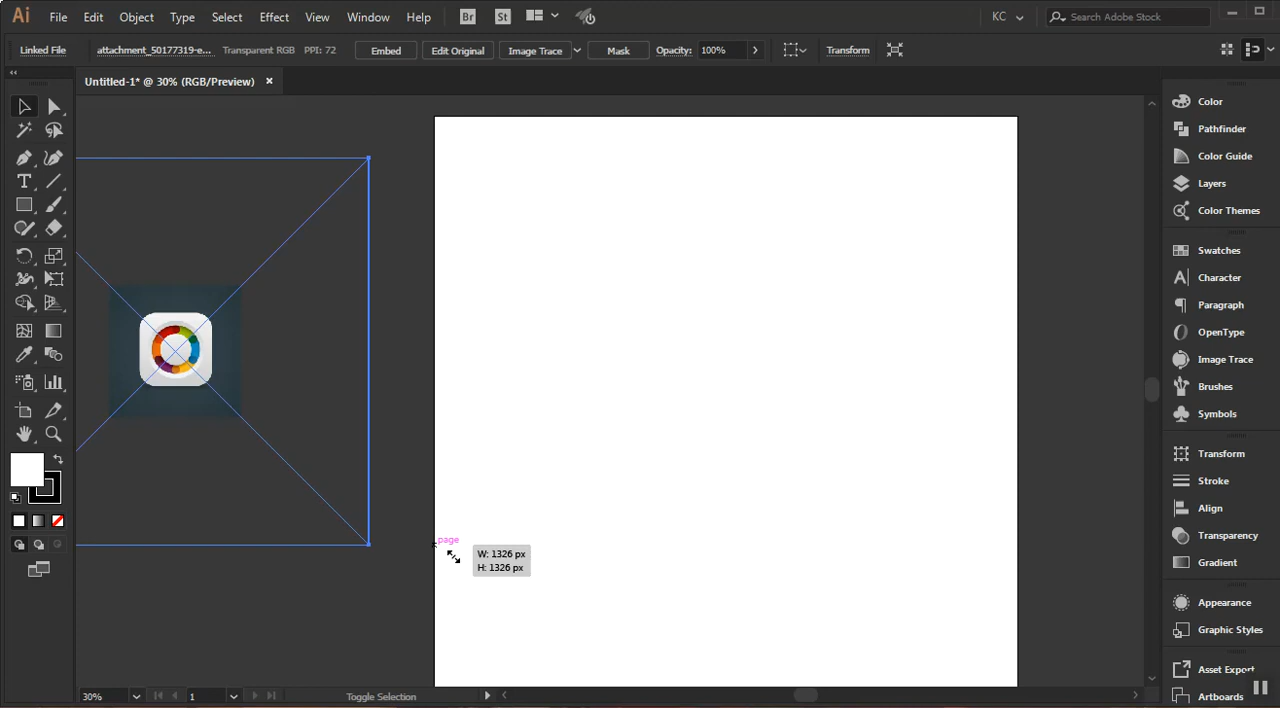 Ai File Edit Object Type Select Effect View Window Help Br St KC Search Adobe Stock
Linked File attachment_50177319-e... Transparent RGB PPI: 72 Embed Edit Original Image Trace Mask Opacity: 100% Transform
Untitled-1* @ 30% (RGB/Preview)
Color
Pathfinder
Color Guide
Layers
Color Themes
Swatches
Character
Paragraph
OpenType
Image Trace
Brushes
Symbols
Transform
Stroke
Align
Transparency
Gradient
Appearance
Graphic Styles
Asset Export
Artboards
page
W: 1326 px
H: 1326 px
30% 1 Toggle Selection